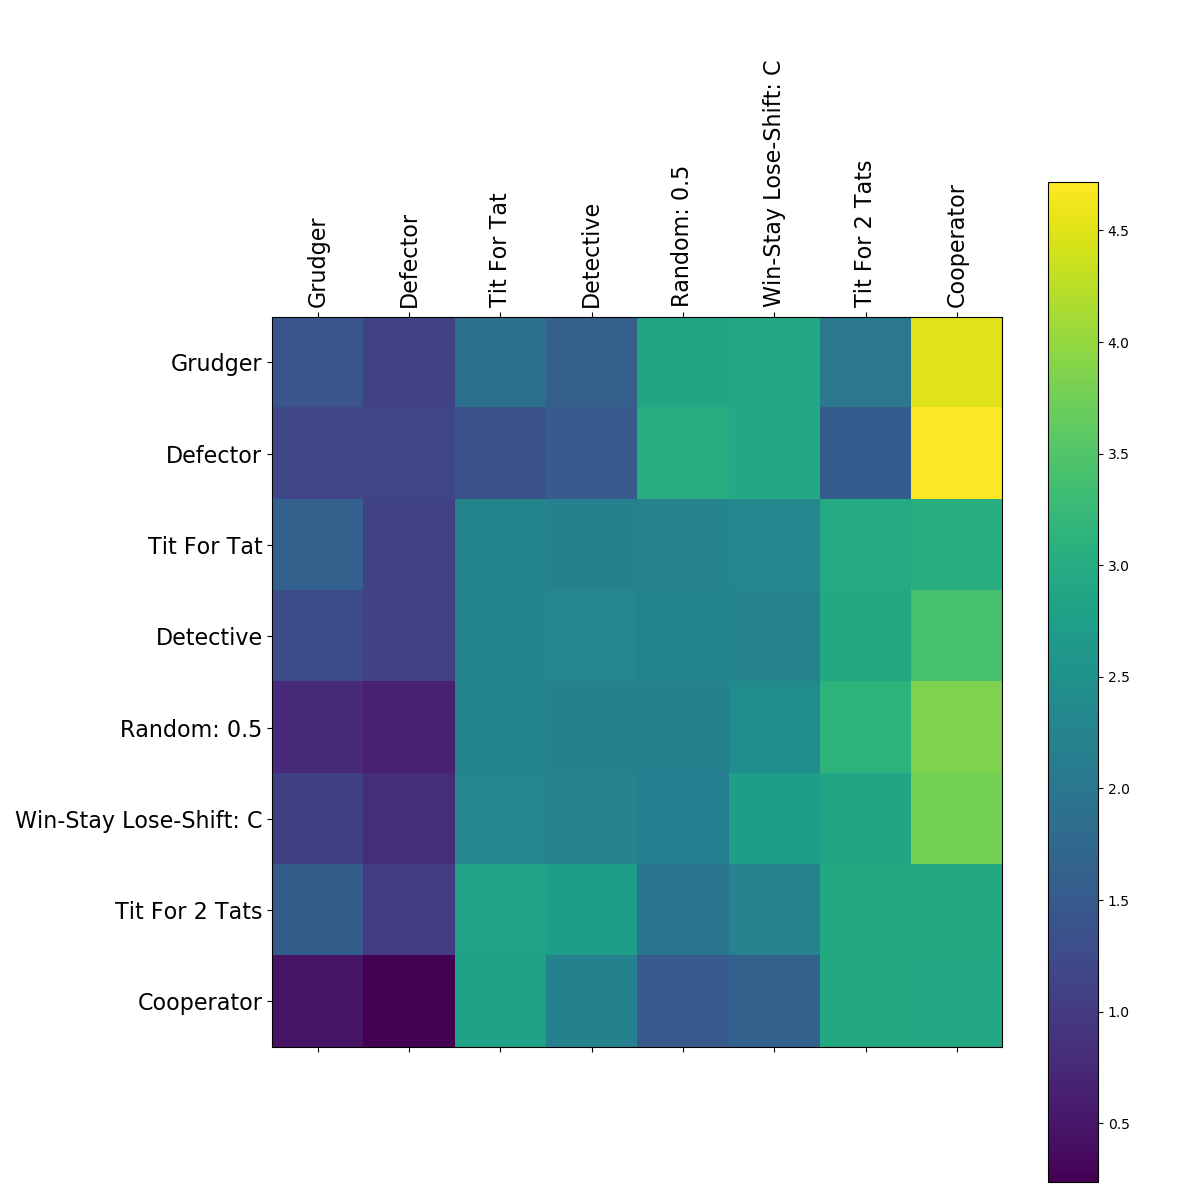 Grudger
Defector
Tit For Tat
Detective
Random: 0.5
Win-Stay Lose-Shift: C
Tit For 2 Tats
Cooperator
Grudger
Defector
Tit For Tat
Detective
Random: 0.5
Win-Stay Lose-Shift: C
Tit For 2 Tats
Cooperator
4.5
4.0
3.5
3.0
2.5
2.0
1.5
1.0
0.5